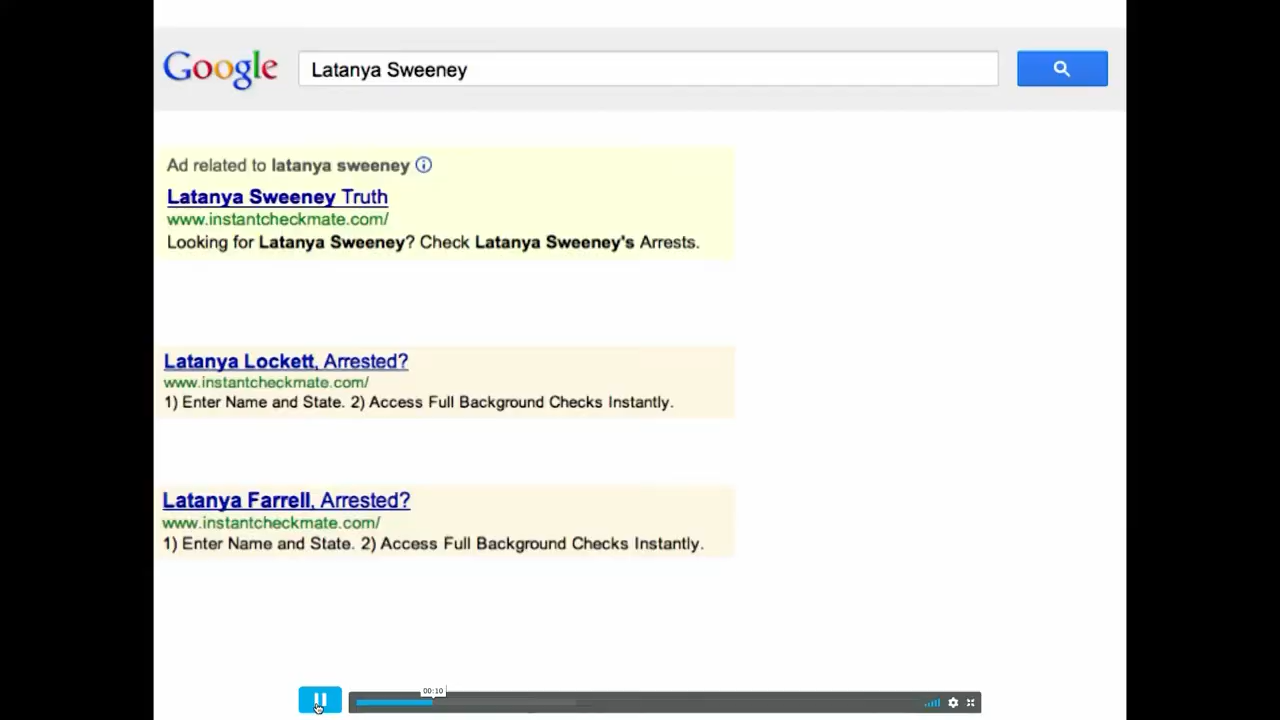 Google
Latanya Sweeney
Ad related to latanya sweeney
Latanya Sweeney Truth
www.instantcheckmate.com/
Looking for Latanya Sweeney? Check Latanya Sweeney's Arrests.
Latanya Lockett, Arrested?
www.instantcheckmate.com/
1) Enter Name and State. 2) Access Full Background Checks Instantly.
Latanya Farrell, Arrested?
www.instantcheckmate.com/
1) Enter Name and State. 2) Access Full Background Checks Instantly.
00:10